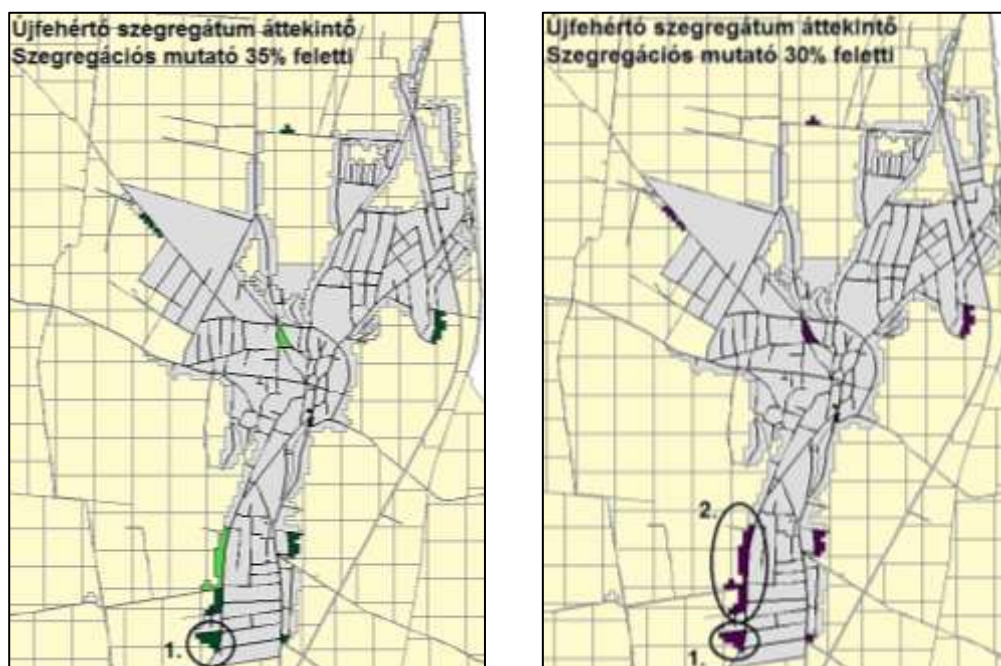 Újfehértó szegregátum áttekintő
Szegregációs mutató 35% feletti
1.
Újfehértó szegregátum áttekintő
Szegregációs mutató 30% feletti
2.
1.